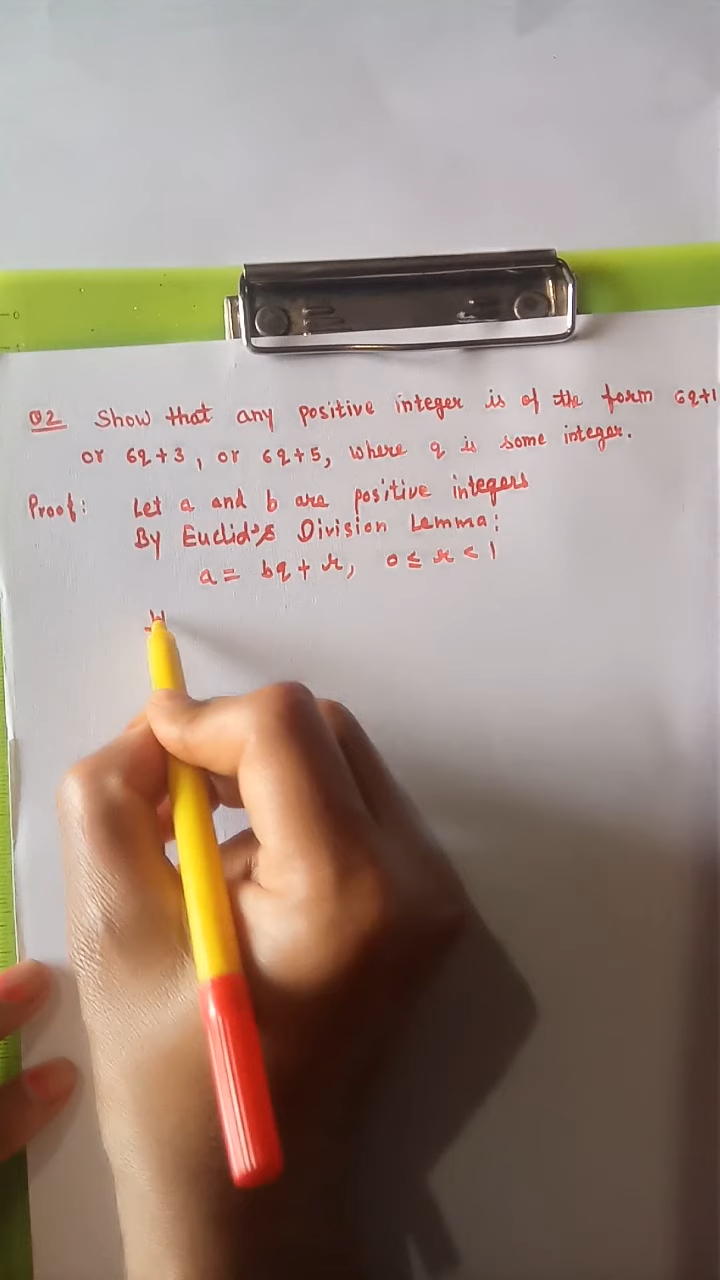 Q2 Show that any positive integer is of the form 6q+1
or 6q+3, or 6q+5, where q is some integer.
Proof: Let a and b are positive integers
By Euclid's Division Lemma:
a = bq + r, 0 ≤ r < 1